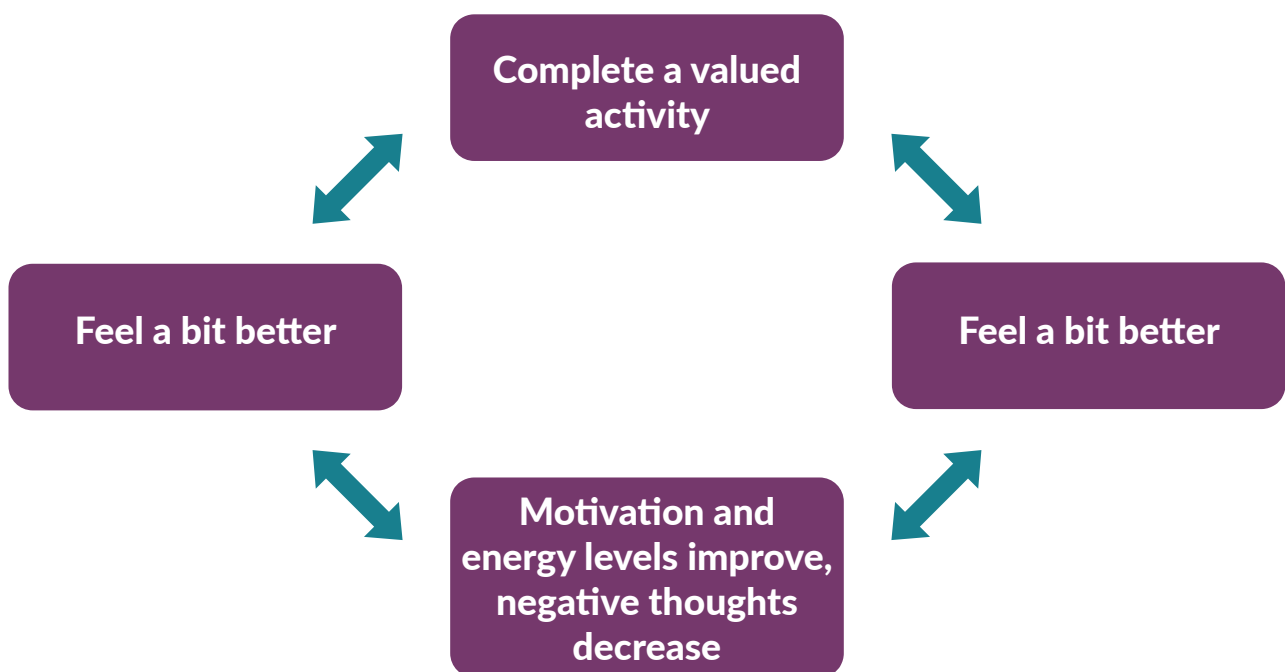 Complete a valued
activity
Feel a bit better
Feel a bit better
Motivation and
energy levels improve,
negative thoughts
decrease